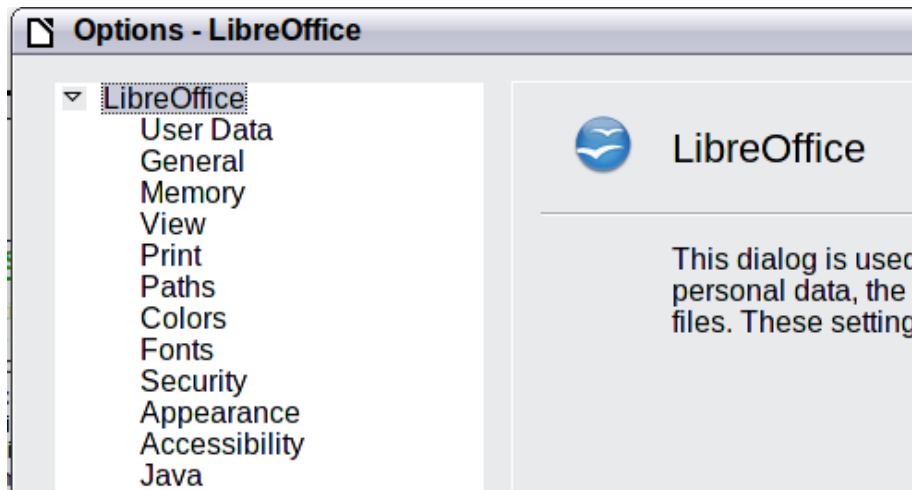 Options - LibreOffice
LibreOffice
User Data
General
Memory
View
Print
Paths
Colors
Fonts
Security
Appearance
Accessibility
Java
LibreOffice
This dialog is used
personal data, the
files. These setting